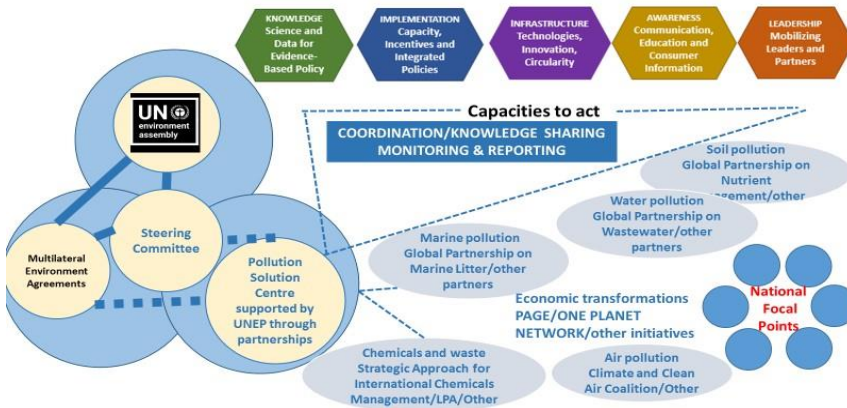 KNOWLEDGE
Science and
Data for
Evidence-
Based Policy
IMPLEMENTATION
Capacity,
Incentives and
Integrated
Policies
INFRASTRUCTURE
Technologies,
Innovation,
Circularity
AWARENESS
Communication,
Education and
Consumer
Information
LEADERSHIP
Mobilizing
Leaders and
Partners
UN
environment
assembly
Capacities to act
COORDINATION/KNOWLEDGE SHARING
MONITORING & REPORTING
Steering
Committee
Multilateral
Environment
Agreements
Pollution
Solution
Centre
supported by
UNEP through
partnerships
Soil pollution
Global Partnership on
Nutrient
agement/other
Water pollution
Global Partnership on
Wastewater/other
partners
Marine pollution
Global Partnership on
Marine Litter/other
partners
Economic transformations
PAGE/ONE PLANET
NETWORK/other initiatives
National
Focal
Points
Chemicals and waste
Strategic Approach for
International Chemicals
Management/LPA/Other
Air pollution
Climate and Clean
Air Coalition/Other